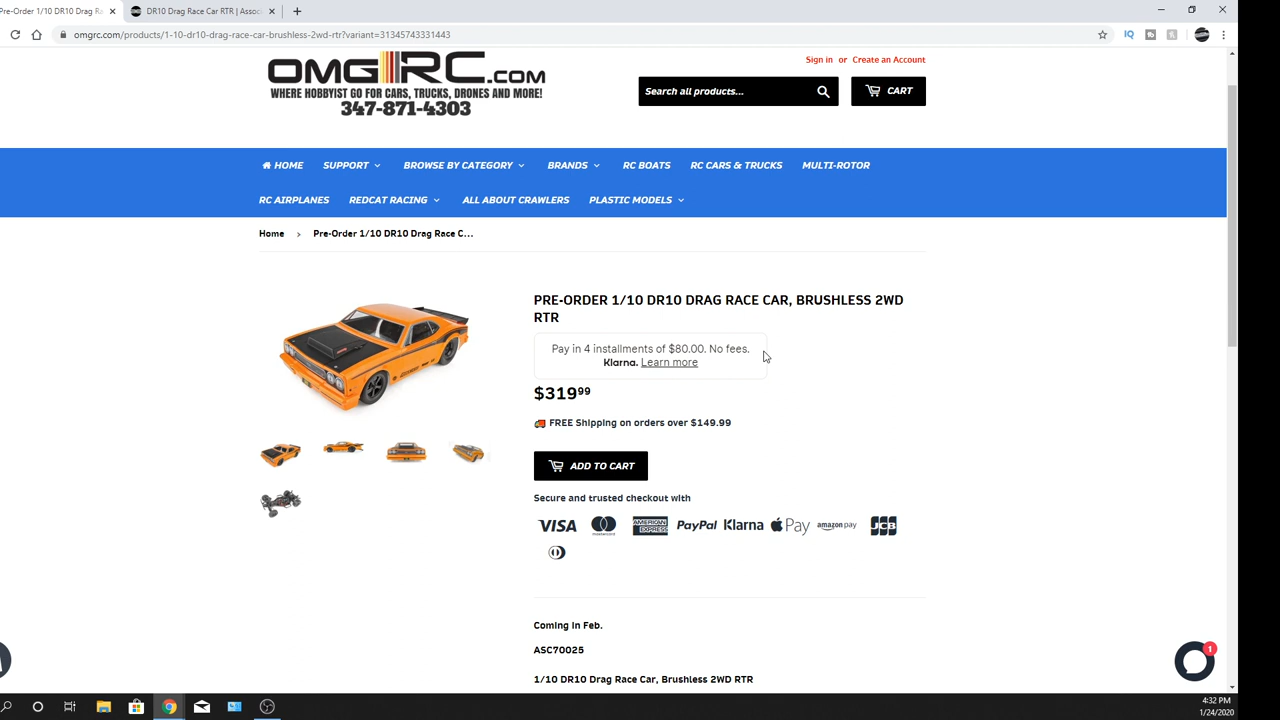 Pre-Order 1/10 DR10 Drag Ra
DR10 Drag Race Car RTR | Associ
omgrc.com/products/1-10-dr10-drag-race-car-brushless-2wd-rtr?variant=31345743331443
IQ
OMGRC.COM
WHERE HOBBYIST GO FOR CARS, TRUCKS, DRONES AND MORE!
347-871-4303
Sign in or Create an Account
Search all products...
CART
HOME SUPPORT BROWSE BY CATEGORY BRANDS RC BOATS RC CARS & TRUCKS MULTI-ROTOR
RC AIRPLANES REDCAT RACING ALL ABOUT CRAWLERS PLASTIC MODELS
Home › Pre-Order 1/10 DR10 Drag Race C...
PRE-ORDER 1/10 DR10 DRAG RACE CAR, BRUSHLESS 2WD
RTR
Pay in 4 installments of $80.00. No fees.
Klarna. Learn more
$319.99
FREE Shipping on orders over $149.99
ADD TO CART
Secure and trusted checkout with
VISA AMERICAN EXPRESS PayPal Klarna Apple Pay amazon pay JCB
Coming in Feb.
ASC70025
1/10 DR10 Drag Race Car, Brushless 2WD RTR
1
4:32 PM
1/24/2020